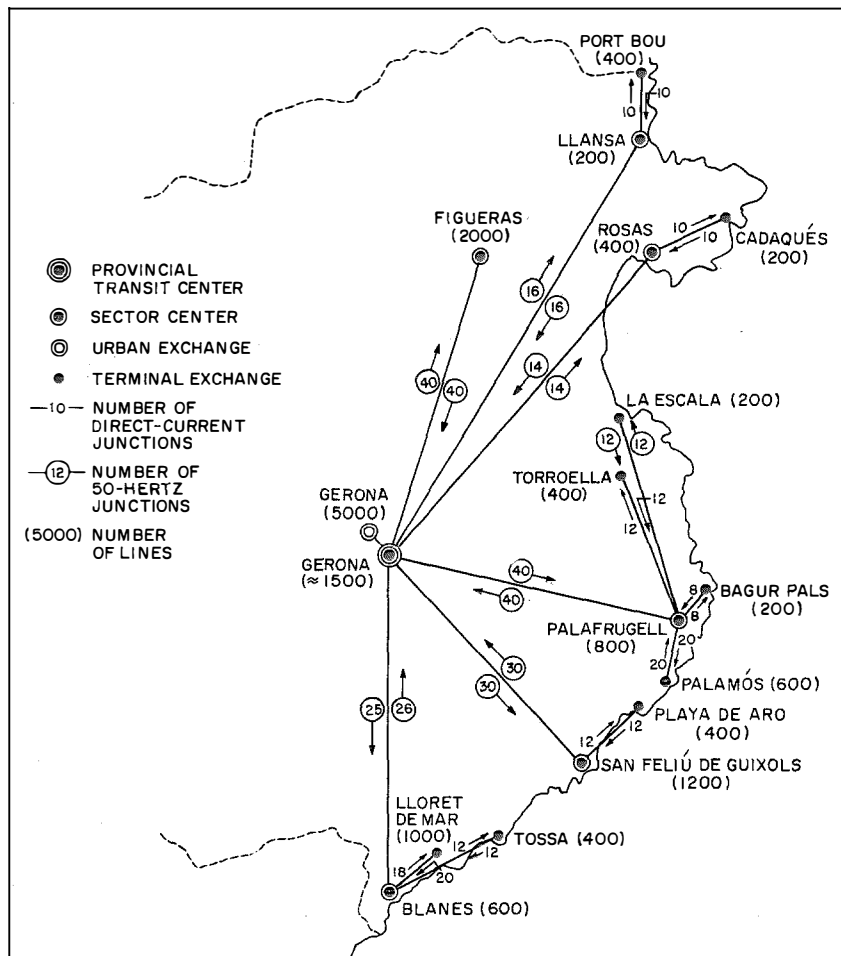 PORT BOU
(400)
10
10
LLANSA
(200)
FIGUERAS
(2000)
ROSAS
(400)
10
10
CADAQUÉS
(200)
PROVINCIAL
TRANSIT CENTER
SECTOR CENTER
URBAN EXCHANGE
TERMINAL EXCHANGE
10 NUMBER OF
DIRECT-CURRENT
JUNCTIONS
12 NUMBER OF
50-HERTZ
JUNCTIONS
(5000) NUMBER
OF LINES
16
16
14
14
40
40
LA ESCALA (200)
12
12
TORROELLA
(400)
12
12
GERONA
(5000)
GERONA
(≈1500)
40
40
8
8
BAGUR PALS
(200)
PALAFRUGELL
(800)
20
20
PALAMÓS (600)
30
30
PLAYA DE ARO
(400)
12
12
SAN FELIÚ DE GUIXOLS
(1200)
25
26
LLORET
DE MAR
(1000)
12
12
TOSSA (400)
18
20
BLANES (600)